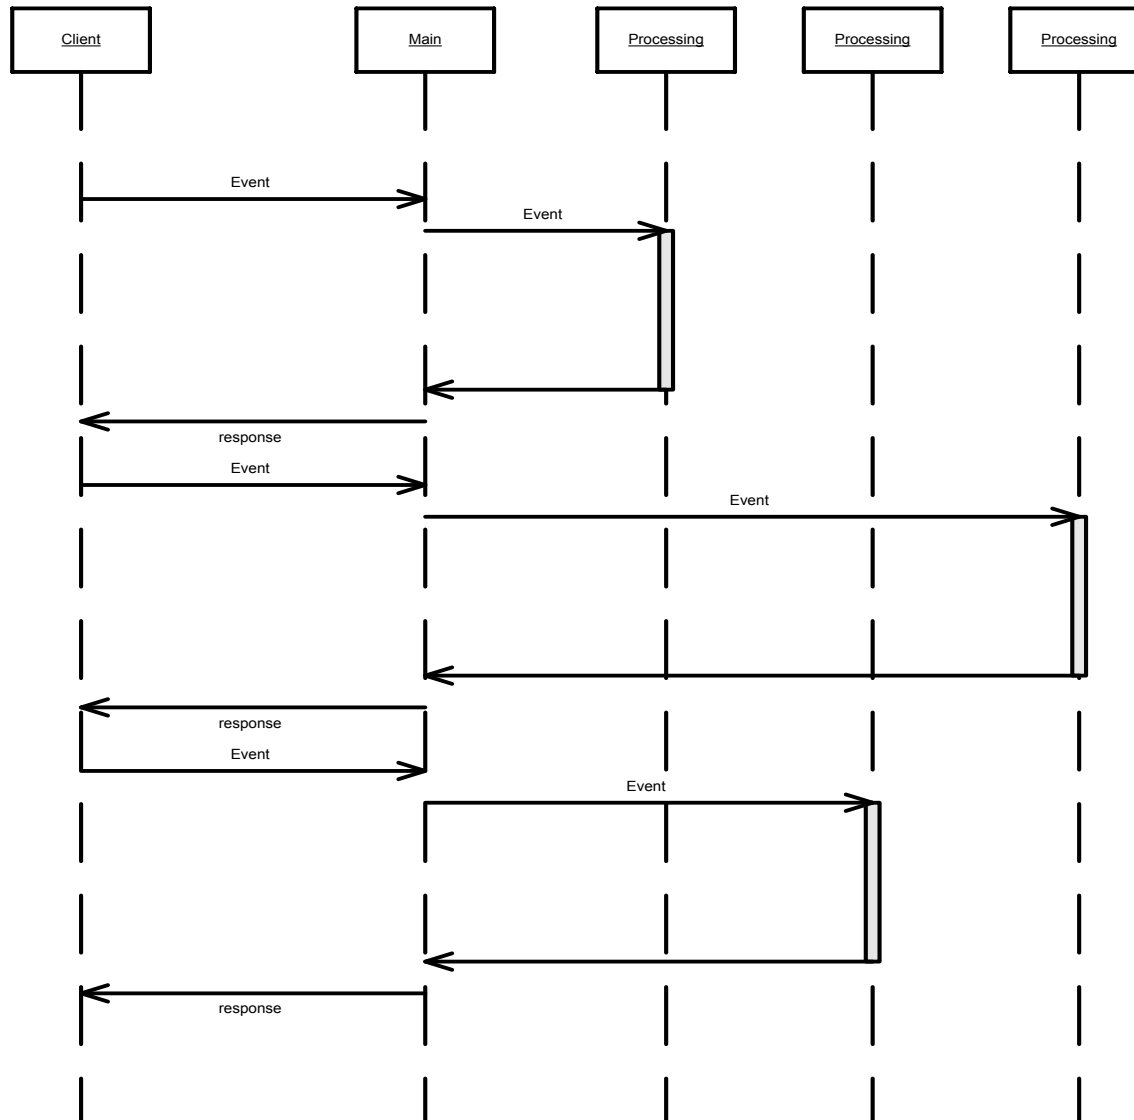 Client
Main
Processing
Processing
Processing
Event
Event
response
Event
Event
response
Event
Event
response